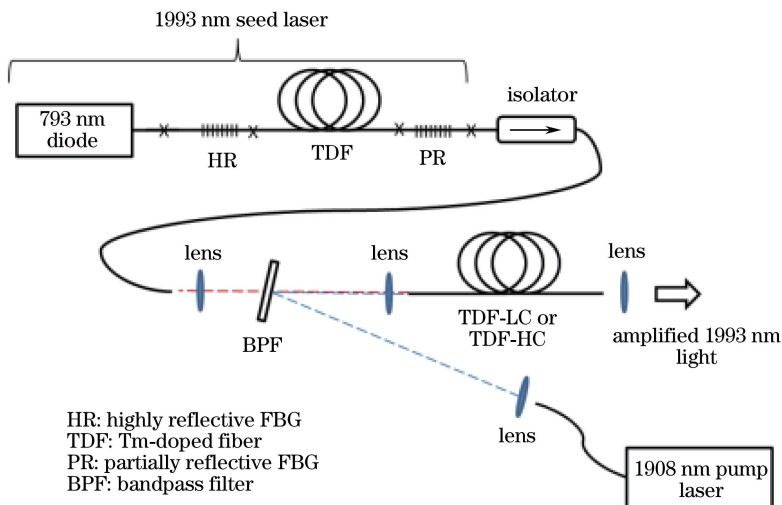 1993 nm seed laser
793 nm
diode
HR
TDF
PR
isolator
lens
BPF
lens
TDF-LC or
TDF-HC
lens
amplified 1993 nm
light
lens
1908 nm pump
laser
HR: highly reflective FBG
TDF: Tm-doped fiber
PR: partially reflective FBG
BPF: bandpass filter